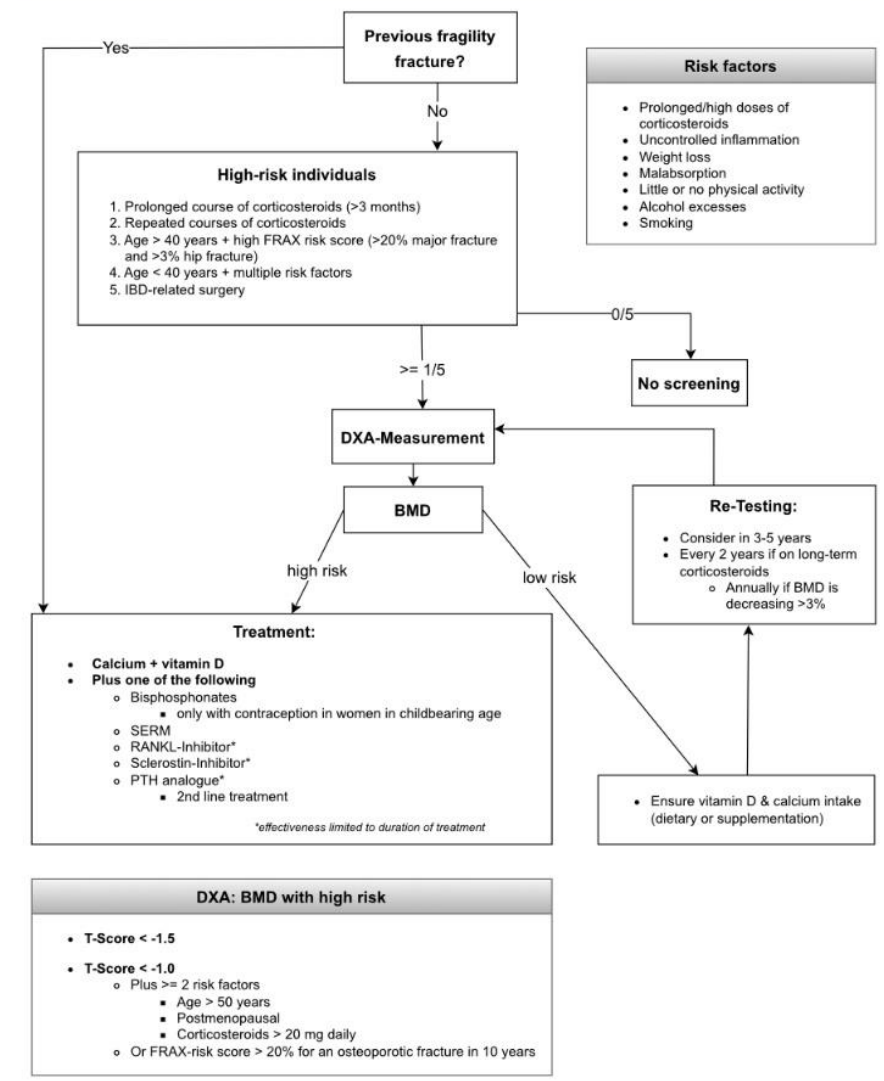 Previous fragility
fracture?
Yes
No
Risk factors
• Prolonged/high doses of
corticosteroids
• Uncontrolled inflammation
• Weight loss
• Malabsorption
• Little or no physical activity
• Alcohol excesses
• Smoking
High-risk individuals
1. Prolonged course of corticosteroids (>3 months)
2. Repeated courses of corticosteroids
3. Age > 40 years + high FRAX risk score (>20% major fracture
and >3% hip fracture)
4. Age < 40 years + multiple risk factors
5. IBD-related surgery
0/5
>= 1/5
No screening
DXA-Measurement
BMD
Re-Testing:
• Consider in 3-5 years
• Every 2 years if on long-term
corticosteroids
o Annually if BMD is
decreasing >3%
high risk
low risk
Treatment:
• Calcium + vitamin D
• Plus one of the following
o Bisphosphonates
▪ only with contraception in women in childbearing age
o SERM
o RANKL-Inhibitor*
o Sclerostin-Inhibitor*
o PTH analogue*
▪ 2nd line treatment
*effectiveness limited to duration of treatment
• Ensure vitamin D & calcium intake
(dietary or supplementation)
DXA: BMD with high risk
• T-Score < -1.5
• T-Score < -1.0
o Plus >= 2 risk factors
▪ Age > 50 years
▪ Postmenopausal
▪ Corticosteroids > 20 mg daily
o Or FRAX-risk score > 20% for an osteoporotic fracture in 10 years